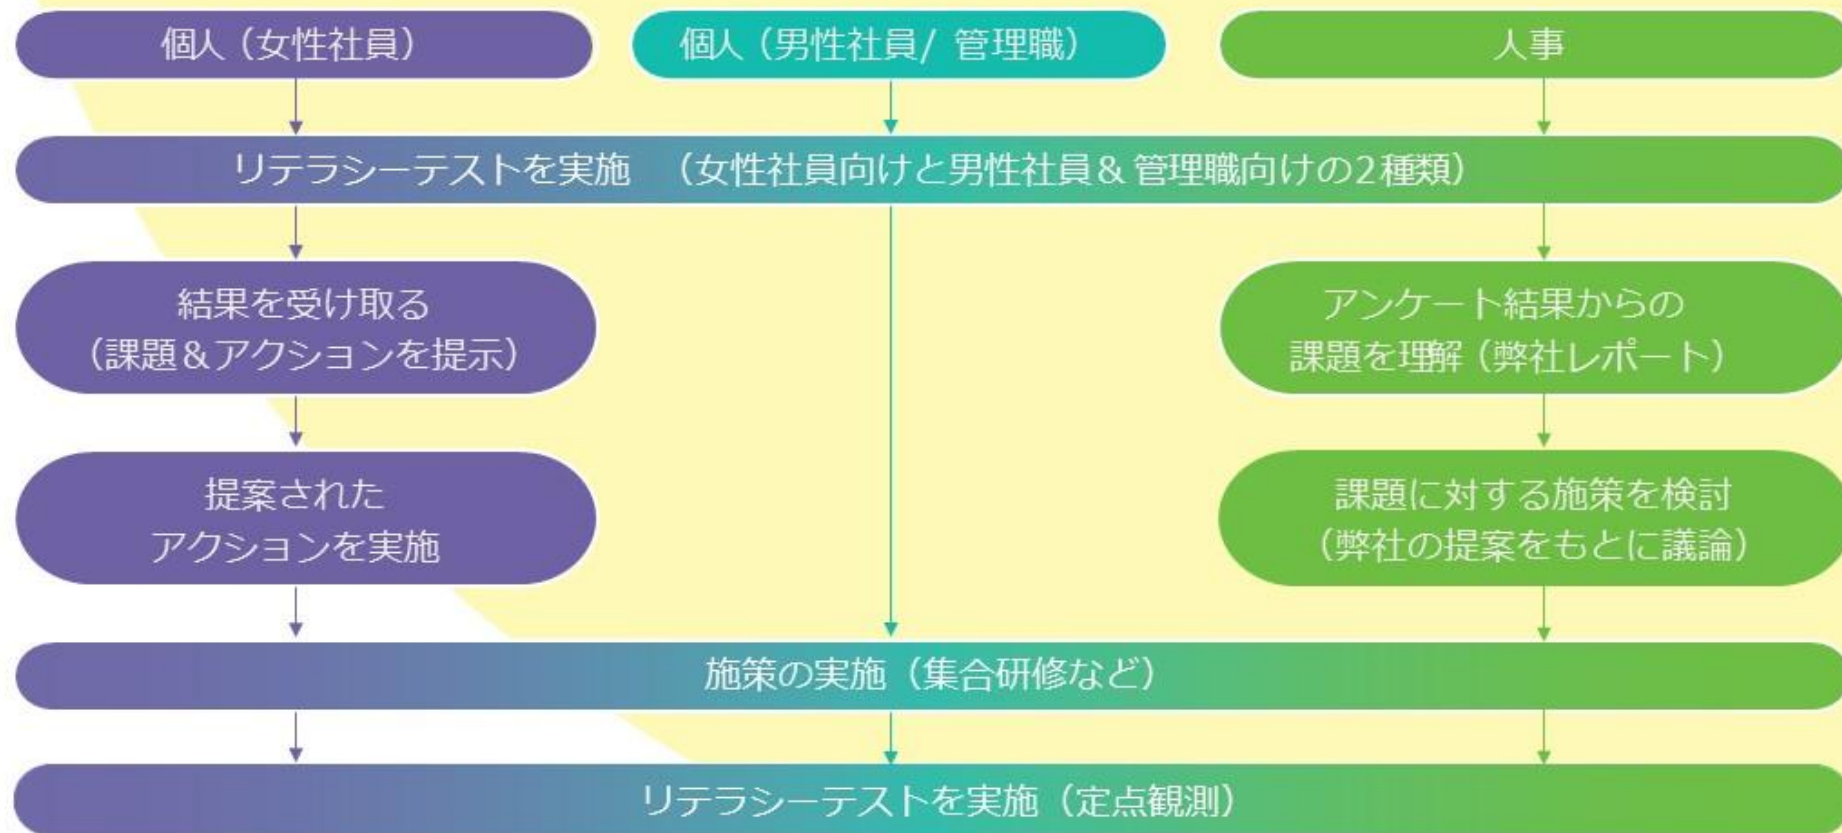 個人（女性社員）
個人（男性社員/ 管理職）
人事
リテラシーテストを実施　（女性社員向けと男性社員＆管理職向けの2種類）
結果を受け取る
（課題＆アクションを提示）
アンケート結果からの
課題を理解（弊社レポート）
提案された
アクションを実施
課題に対する施策を検討
（弊社の提案をもとに議論）
施策の実施（集合研修など）
リテラシーテストを実施（定点観測）